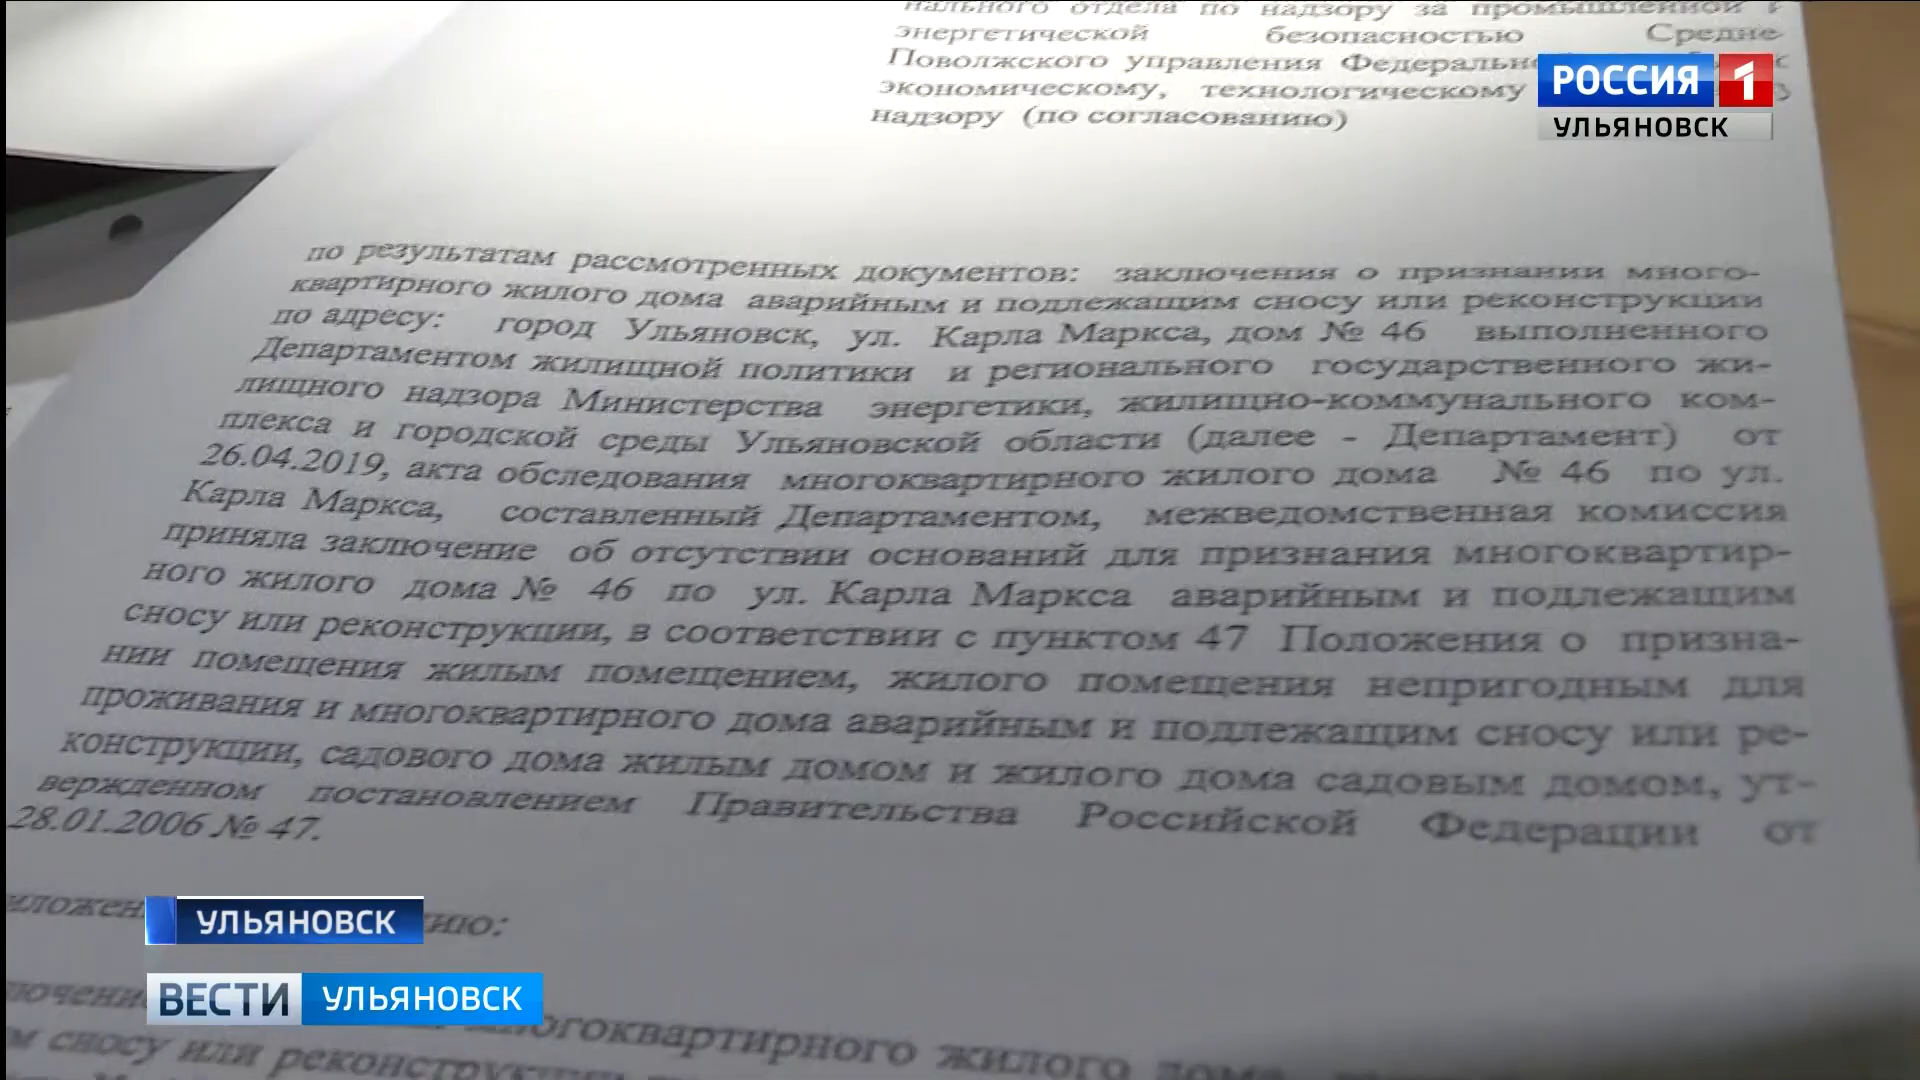 нального отдела по надзору за промышленной
энергетической безопасностью Средне-
Поволжского управления
экономическому, технологическому
надзору (по согласованию)
РОССИЯ 1
УЛЬЯНОВСК
по результатам рассмотренных документов: заключения о признании много-
квартирного жилого дома аварийным и подлежащим сносу или реконструкции
по адресу: город Ульяновск, ул. Карла Маркса, дом № 46 выполненного
Департаментом жилищной политики и регионального государственного жи-
лищного надзора Министерства энергетики, жилищно-коммунального ком-
плекса и городской среды Ульяновской области (далее - Департамент) от
26.04.2019, акта обследования многоквартирного жилого дома № 46 по ул.
Карла Маркса, составленный Департаментом, межведомственная комиссия
приняла заключение об отсутствии оснований для признания многоквартир-
ного жилого дома № 46 по ул. Карла Маркса аварийным и подлежащим
сносу или реконструкции, в соответствии с пунктом 47 Положения о призна-
нии помещения жилым помещением, жилого помещения непригодным для
проживания и многоквартирного дома аварийным и подлежащим сносу или ре-
конструкции, садового дома жилым домом и жилого дома садовым домом, ут-
вержденном постановлением Правительства Российской Федерации от
28.01.2006 № 47.
УЛЬЯНОВСК
ВЕСТИ УЛЬЯНОВСК
многоквартирного жилого дома
сносу или реконструкции